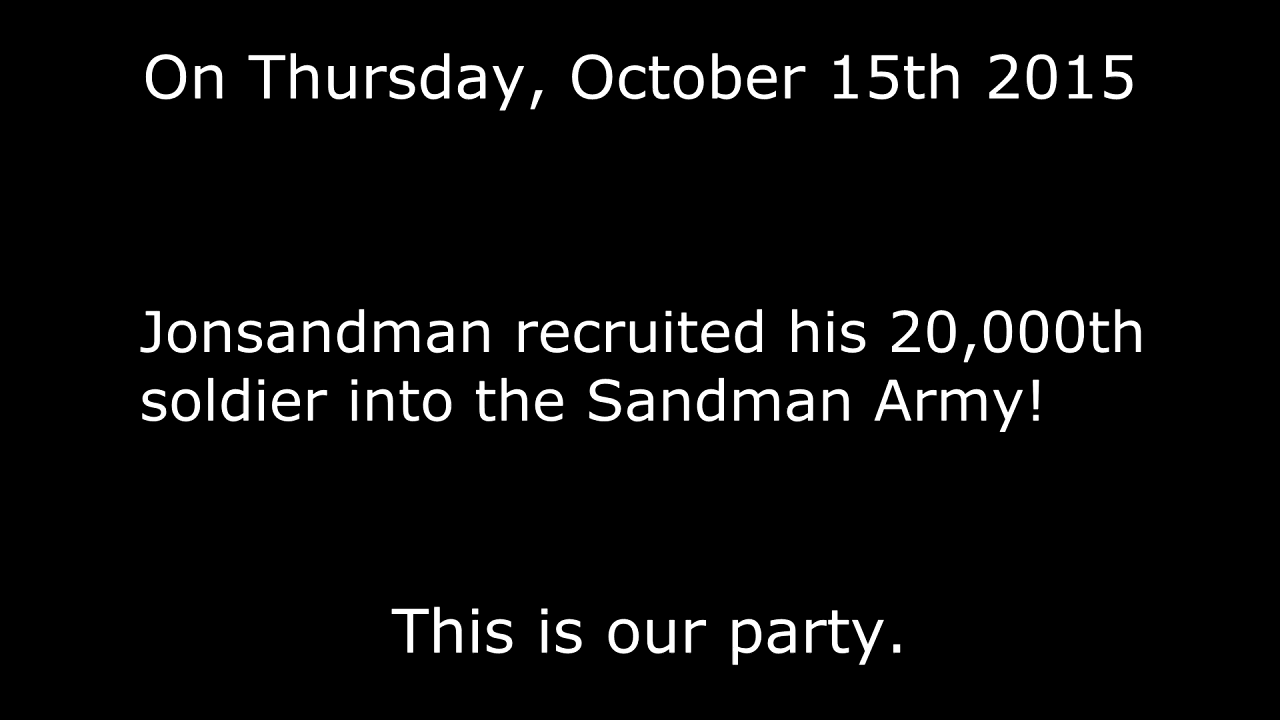 On Thursday, October 15th 2015
Jonsandman recruited his 20,000th
soldier into the Sandman Army!
This is our party.